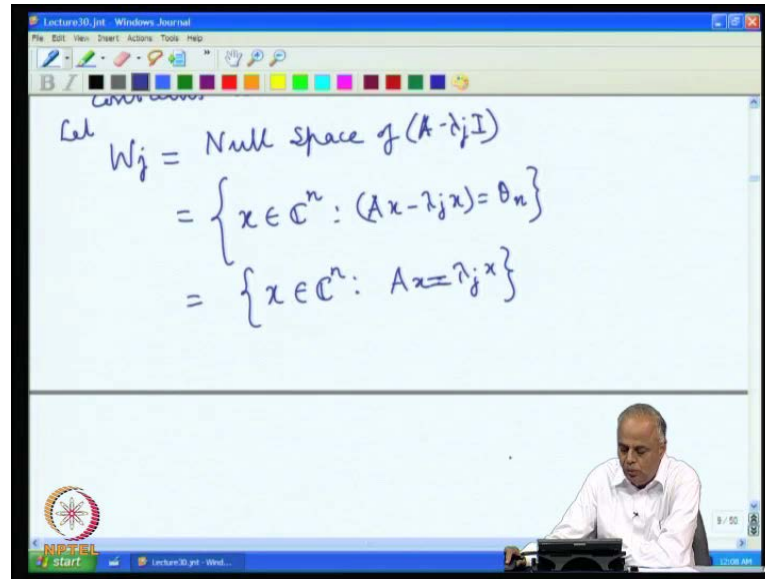 Lecture30.jnt - Windows Journal
File Edit View Insert Actions Tools Help
B I
Let
Wj = Null Space of (A-λjI)
= { x ∈ ℂⁿ : (Ax-λjx) = θn }
= { x ∈ ℂⁿ : Ax = λjx }
9 / 50
NPTEL
start
Lecture30.jnt - Wind...
12:08 AM